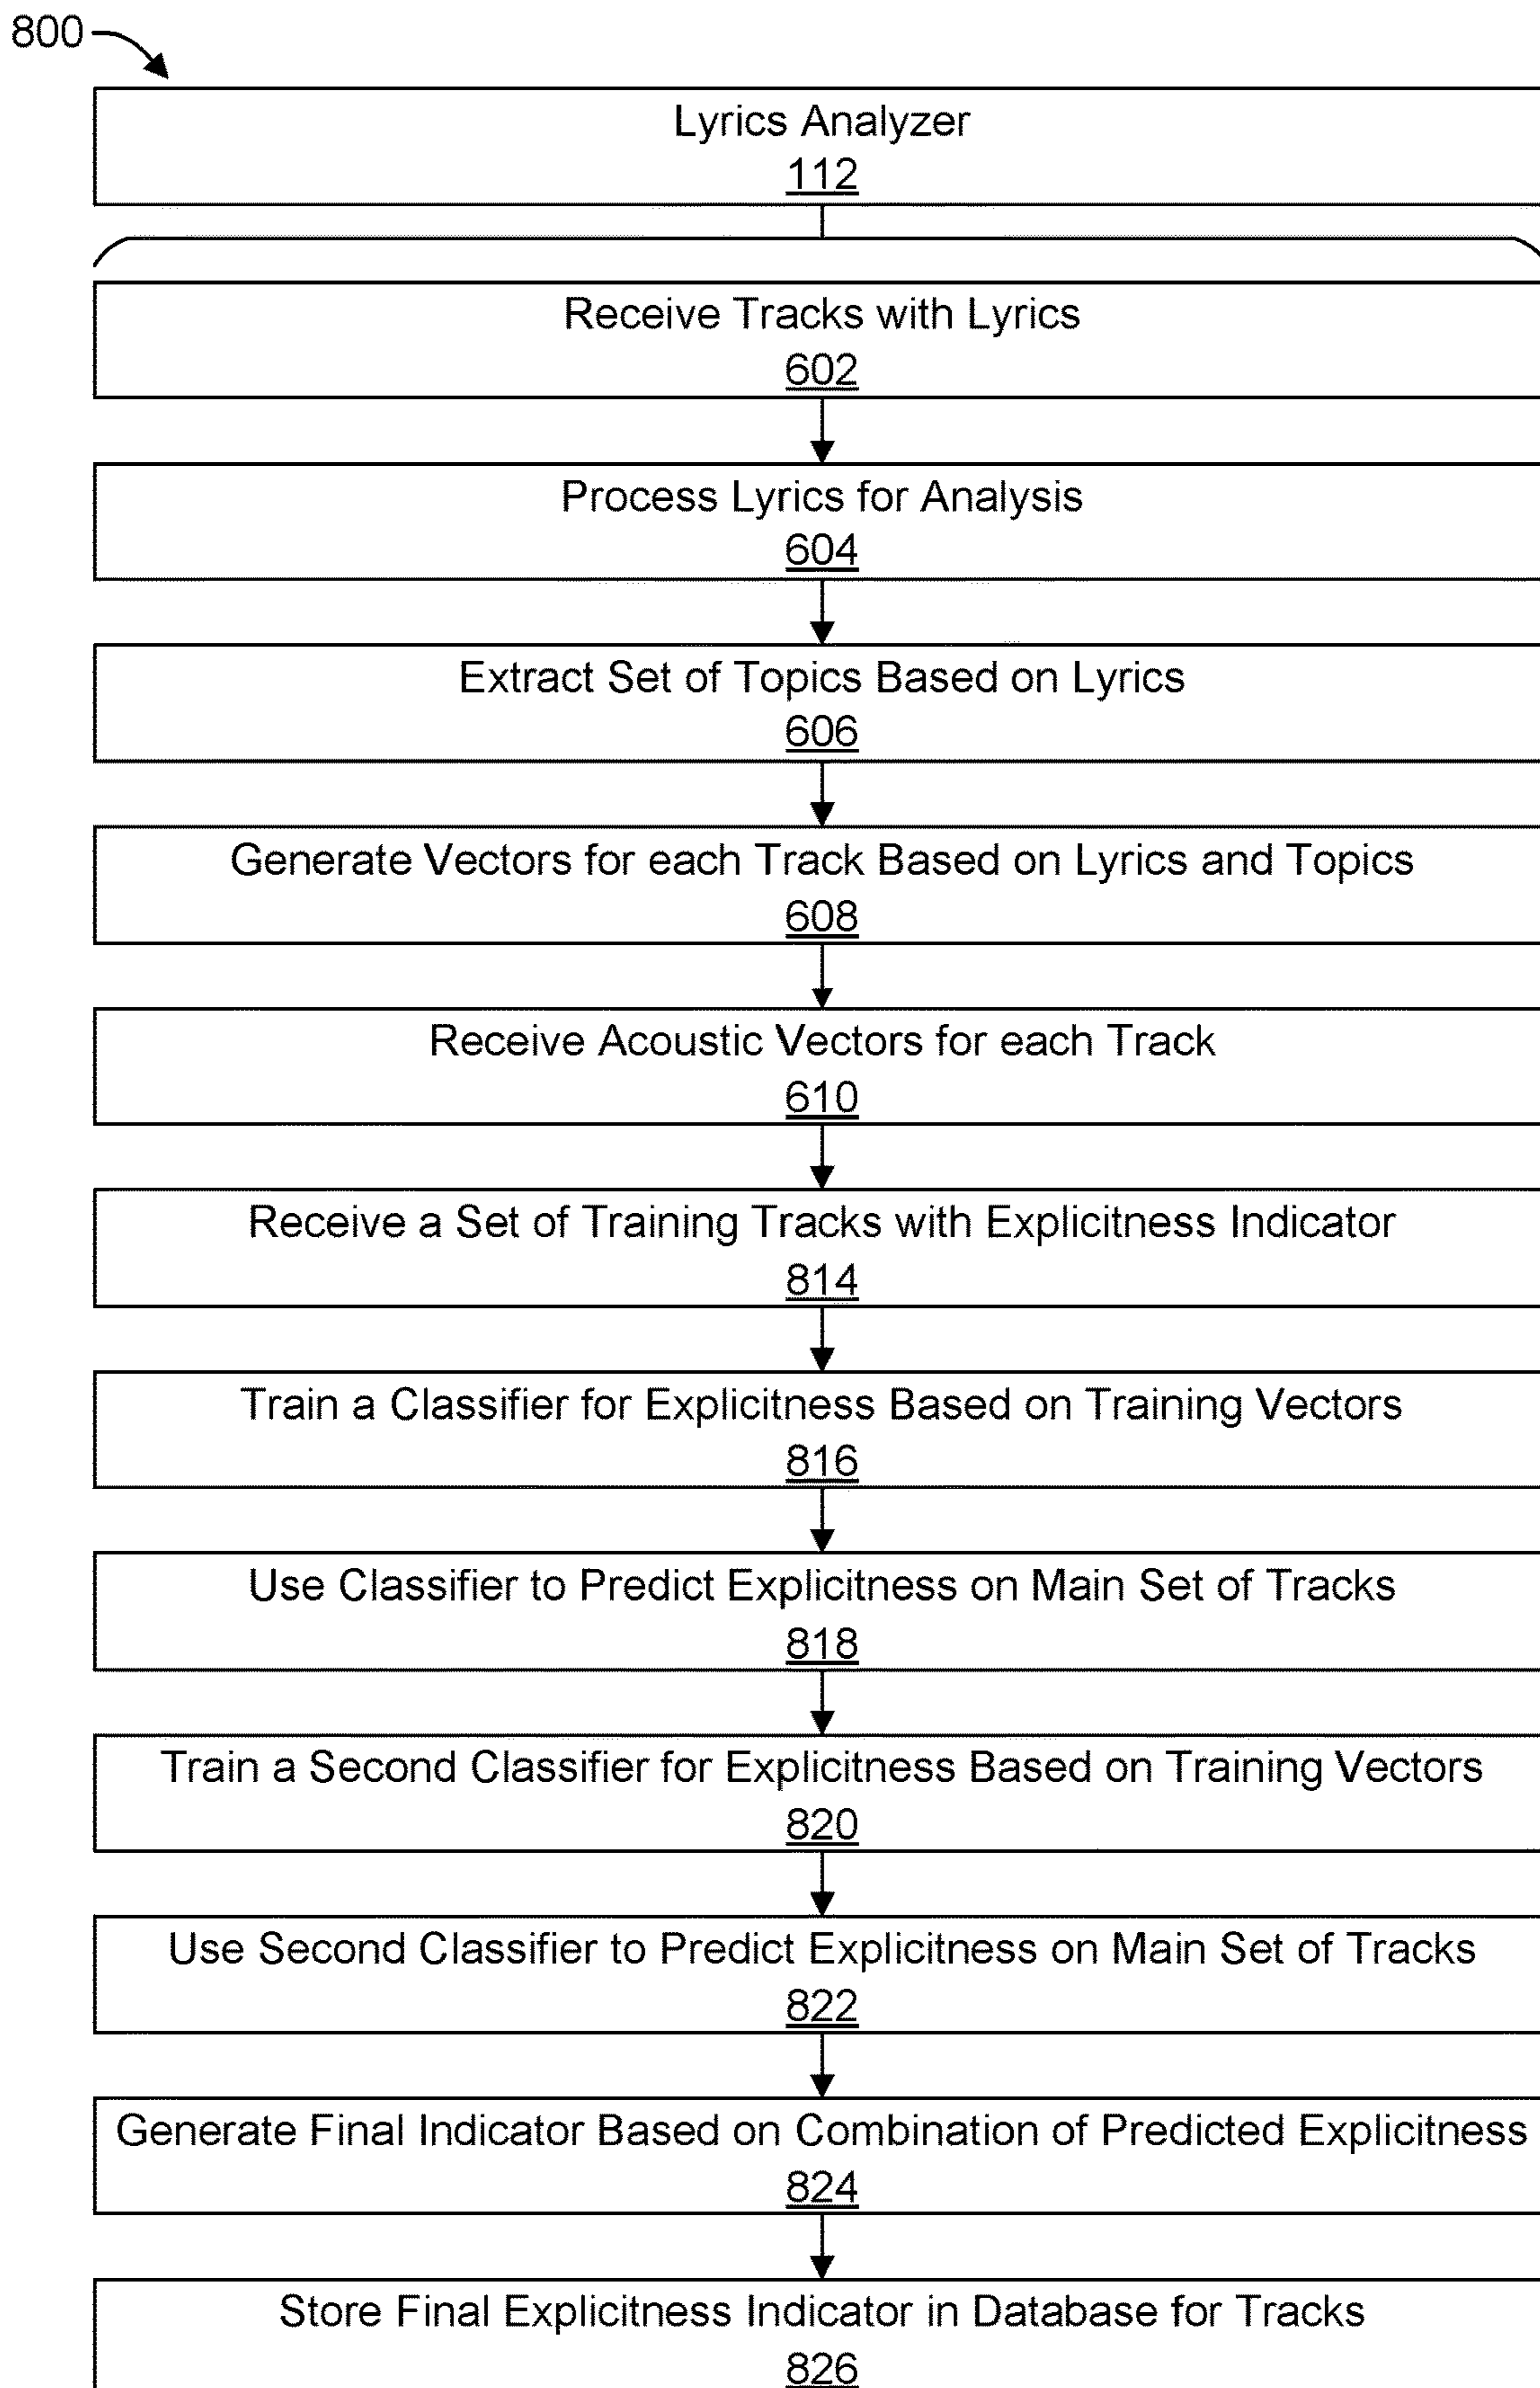 800
Lyrics Analyzer
112
Receive Tracks with Lyrics
602
Process Lyrics for Analysis
604
Extract Set of Topics Based on Lyrics
606
Generate Vectors for each Track Based on Lyrics and Topics
608
Receive Acoustic Vectors for each Track
610
Receive a Set of Training Tracks with Explicitness Indicator
814
Train a Classifier for Explicitness Based on Training Vectors
816
Use Classifier to Predict Explicitness on Main Set of Tracks
818
Train a Second Classifier for Explicitness Based on Training Vectors
820
Use Second Classifier to Predict Explicitness on Main Set of Tracks
822
Generate Final Indicator Based on Combination of Predicted Explicitness
824
Store Final Explicitness Indicator in Database for Tracks
826